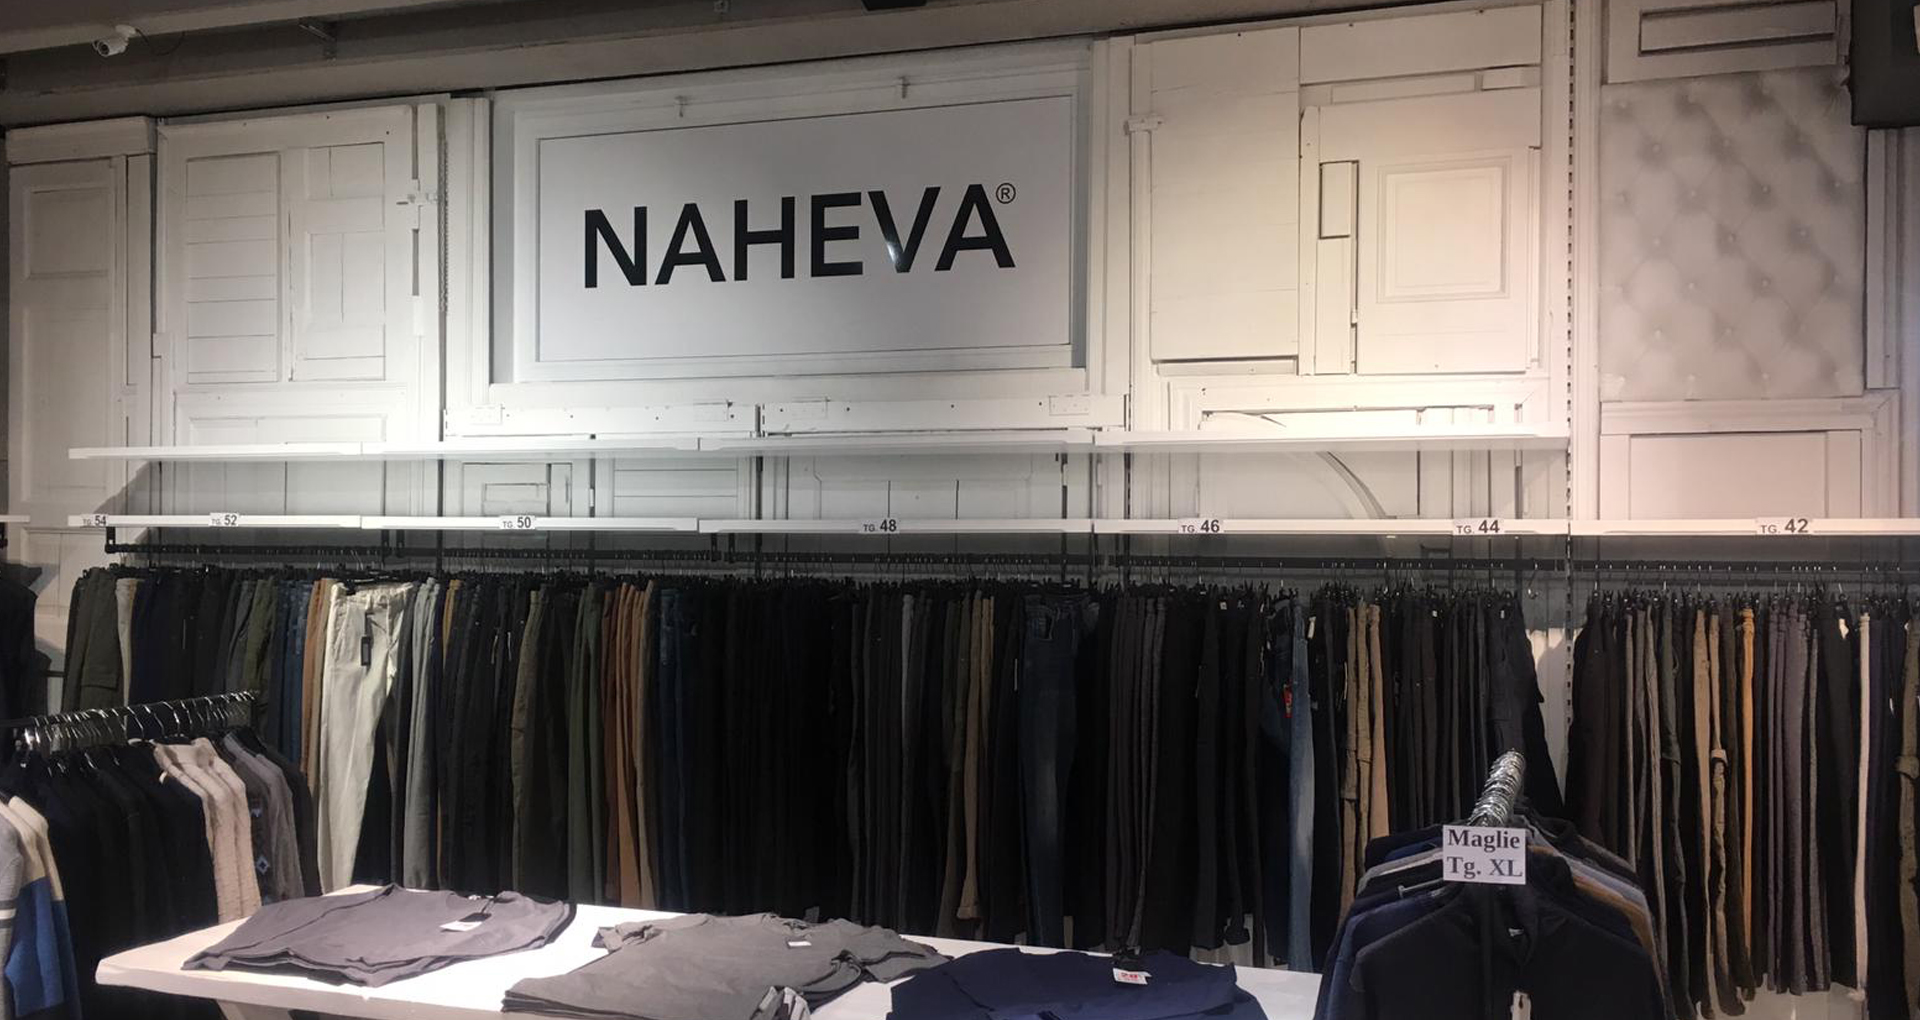 NAHEVA®
TG. 54
TG. 52
TG. 50
TG. 48
TG. 46
TG. 44
TG. 42
Maglie
Tg. XL